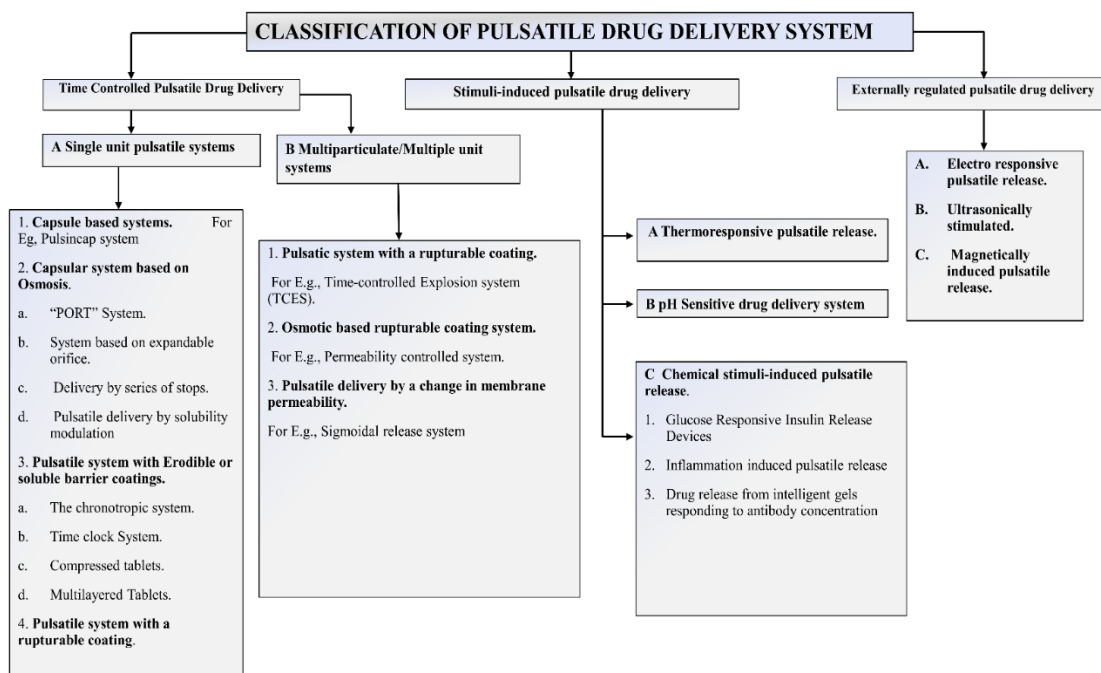 CLASSIFICATION OF PULSATILE DRUG DELIVERY SYSTEM
Time Controlled Pulsatile Drug Delivery
Stimuli-induced pulsatile drug delivery
Externally regulated pulsatile drug delivery
A Single unit pulsatile systems
B Multiparticulate/Multiple unit
systems
1. Capsule based systems. For
Eg, Pulsincap system
2. Capsular system based on
Osmosis.
a. “PORT” System.
b. System based on expandable
orifice.
c. Delivery by series of stops.
d. Pulsatile delivery by solubility
modulation
3. Pulsatile system with Erodible or
soluble barrier coatings.
a. The chronotropic system.
b. Time clock System.
c. Compressed tablets.
d. Multilayered Tablets.
4. Pulsatile system with a
rupturable coating.
1. Pulsatic system with a rupturable coating.
For E.g., Time-controlled Explosion system
(TCES).
2. Osmotic based rupturable coating system.
For E.g., Permeability controlled system.
3. Pulsatile delivery by a change in membrane
permeability.
For E.g., Sigmoidal release system
A Thermoresponsive pulsatile release.
B pH Sensitive drug delivery system
C Chemical stimuli-induced pulsatile
release.
1. Glucose Responsive Insulin Release
Devices
2. Inflammation induced pulsatile release
3. Drug release from intelligent gels
responding to antibody concentration
A. Electro responsive
pulsatile release.
B. Ultrasonically
stimulated.
C. Magnetically
induced pulsatile
release.